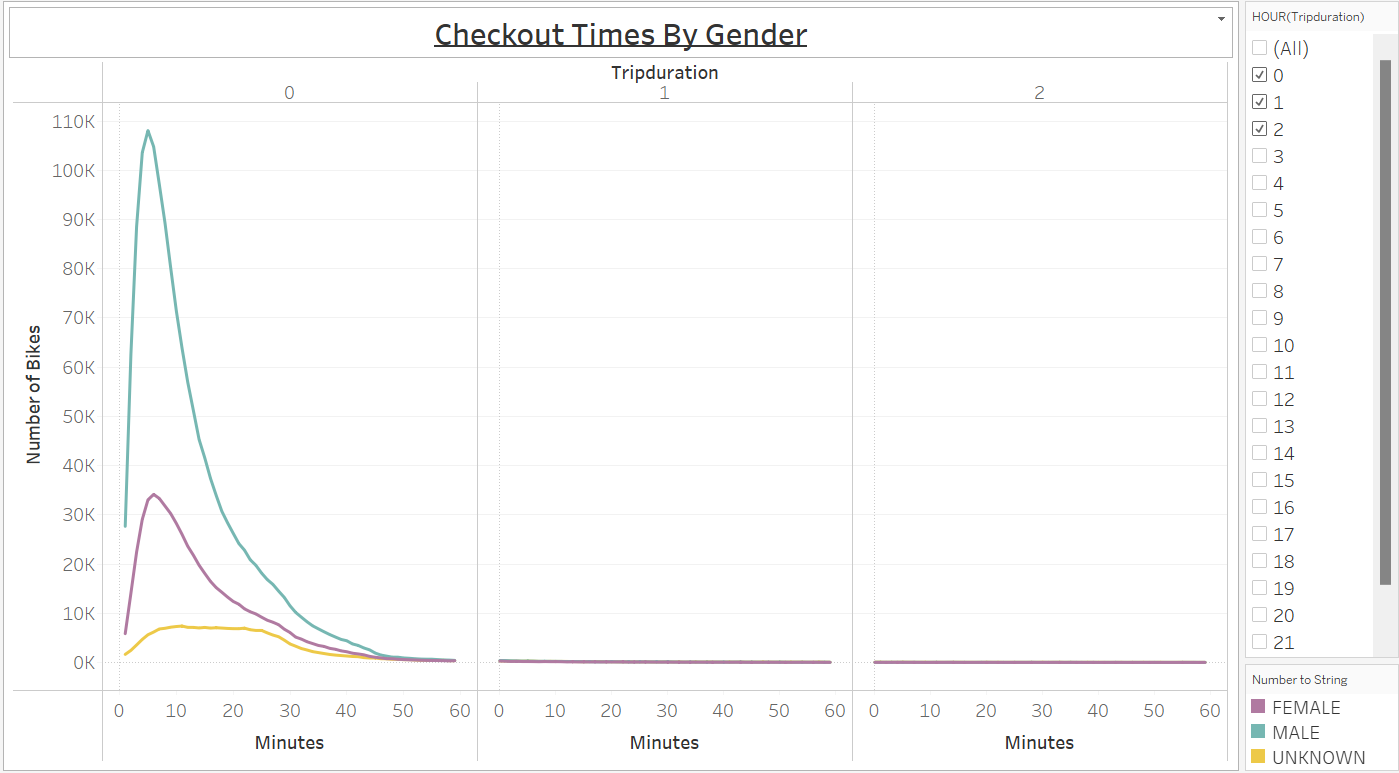 Checkout Times By Gender
Tripduration
0 1 2
110K
100K
90K
80K
70K
60K
50K
40K
30K
20K
10K
0K
Number of Bikes
0 10 20 30 40 50 60 0 10 20 30 40 50 60 0 10 20 30 40 50 60
Minutes Minutes Minutes
HOUR(Tripduration)
(All)
0
1
2
3
4
5
6
7
8
9
10
11
12
13
14
15
16
17
18
19
20
21
Number to String
FEMALE
MALE
UNKNOWN